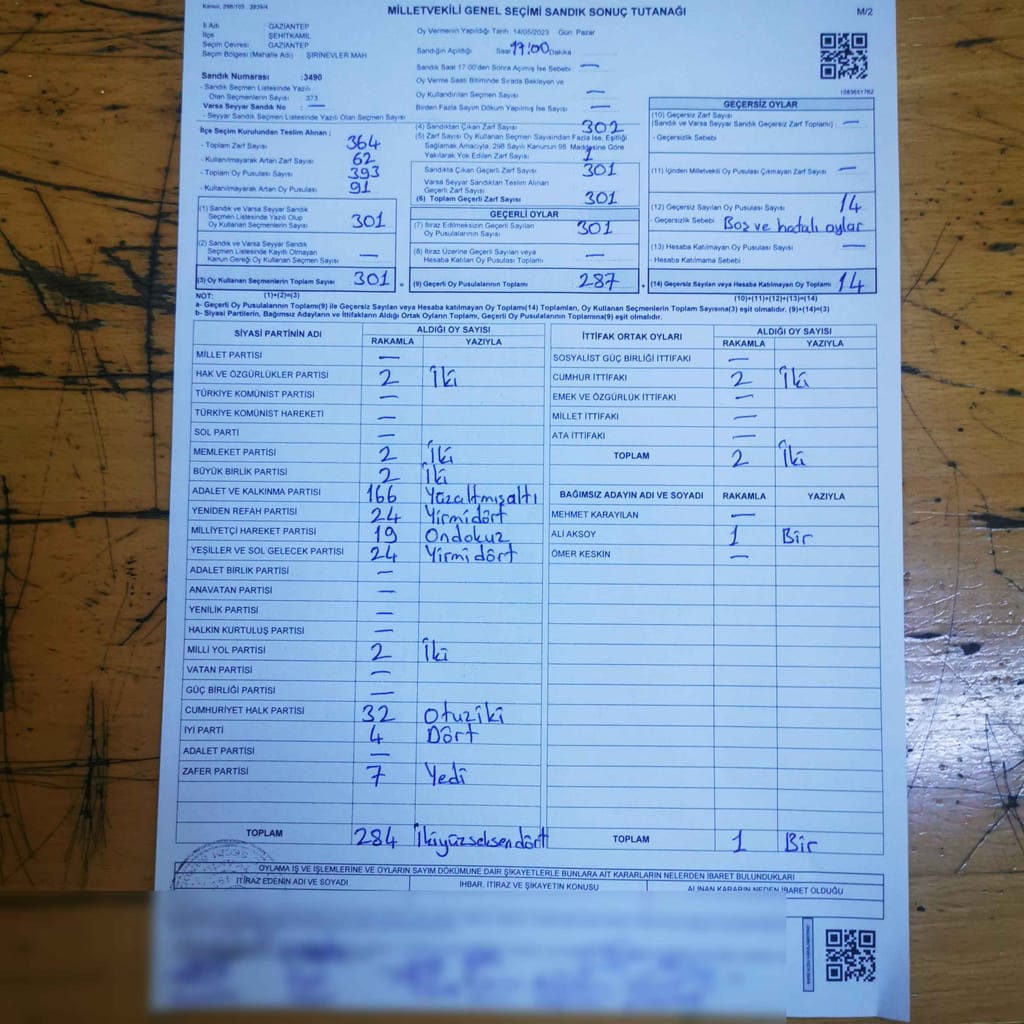 Kanun: 298/105 , 2839/4
MİLLETVEKİLİ GENEL SEÇİMİ SANDIK SONUÇ TUTANAĞI
M/2
İl Adı GAZİANTEP
İlçe ŞEHİTKAMİL
Seçim Çevresi GAZİANTEP
Seçim Bölgesi (Mahalle Adı) ŞİRİNEVLER MAH
Sandık Numarası :3490
- Sandık Seçmen Listesinde Yazılı
Olan Seçmenlerin Sayısı 373
Varsa Seyyar Sandık No : —
- Seyyar Sandık Seçmen Listesinde Yazılı Olan Seçmen Sayısı
Oy Vermenin Yapıldığı Tarih 14/05/2023 Gün Pazar
Sandığın Açıldığı Saat 17:00 Dakika
Sandık Saat 17.00'den Sonra Açılmış İse Sebebi —
Oy Verme Saati Bitiminde Sırada Bekleyen ve
Oy Kullandırılan Seçmen Sayısı —
Birden Fazla Sayım Döküm Yapılmış İse Sayısı —
1083651762
İlçe Seçim Kurulundan Teslim Alınan ;
- Toplam Zarf Sayısı 364
- Kullanılmayarak Artan Zarf Sayısı 62
- Toplam Oy Pusulası Sayısı 393
- Kullanılmayarak Artan Oy Pusulası 91
(4) Sandıktan Çıkan Zarf Sayısı 302
(5) Zarf Sayısı Oy Kullanan Seçmen Sayısından Fazla İse, Eşitliği
Sağlamak Amacıyla, 298 Sayılı Kanunun 98. Maddesine Göre
Yakılarak Yok Edilen Zarf Sayısı 1
Sandıkta Çıkan Geçerli Zarf Sayısı 301
Varsa Seyyar Sandıktan Teslim Alınan
Geçerli Zarf Sayısı
(6) Toplam Geçerli Zarf Sayısı 301
GEÇERSİZ OYLAR
(10) Geçersiz Zarf Sayısı
(Sandık ve Varsa Seyyar Sandık Geçersiz Zarf Toplamı) : —
- Geçersizlik Sebebi
(11) İçinden Milletvekili Oy Pusulası Çıkmayan Zarf Sayısı —
(12) Geçersiz Sayılan Oy Pusulası Sayısı 14
- Geçersizlik Sebebi Boş ve hatalı oylar
(13) Hesaba Katılmayan Oy Pusulası Sayısı —
- Hesaba Katılmama Sebebi :
(14) Geçersiz Sayılan veya Hesaba Katılmayan Oy Toplamı 14
(10)+(11)+(12)+(13)=(14)
(1) Sandık ve Varsa Seyyar Sandık
Seçmen Listesinde Yazılı Olup
Oy Kullanan Seçmenlerin Sayısı 301
(2) Sandık ve Varsa Seyyar Sandık
Seçmen Listesinde Kayıtlı Olmayan
Kanun Gereği Oy Kullanan Seçmen Sayısı —
(3) Oy Kullanan Seçmenlerin Toplam Sayısı 301
(1)+(2)=(3)
GEÇERLİ OYLAR
(7) İtiraz Edilmeksizin Geçerli Sayılan
Oy Pusulalarının Sayısı 301
(8) İtiraz Üzerine Geçerli Sayılan veya
Hesaba Katılan Oy Pusulası Toplamı —
(9) Geçerli Oy Pusulalarının Toplamı 287
NOT:
a- Geçerli Oy Pusulalarının Toplamı(9) ile Geçersiz Sayılan veya Hesaba katılmayan Oy Toplamı(14) Toplamları, Oy Kullanan Seçmenlerin Toplam Sayısına(3) eşit olmalıdır. (9)+(14)=(3)
b- Siyasi Partilerin, Bağımsız Adayların ve İttifakların Aldığı Ortak Oyların Toplamı, Geçerli Oy Pusulalarının Toplamına(9) eşit olmalıdır.
SİYASİ PARTİNİN ADI ALDIĞI OY SAYISI
RAKAMLA YAZIYLA
MİLLET PARTİSİ —
HAK VE ÖZGÜRLÜKLER PARTİSİ 2 İki
TÜRKİYE KOMÜNİST PARTİSİ —
TÜRKİYE KOMÜNİST HAREKETİ —
SOL PARTİ —
MEMLEKET PARTİSİ 2 İki
BÜYÜK BİRLİK PARTİSİ 2 İki
ADALET VE KALKINMA PARTİSİ 166 Yüzaltmışaltı
YENİDEN REFAH PARTİSİ 24 Yirmidört
MİLLİYETÇİ HAREKET PARTİSİ 19 Ondokuz
YEŞİLLER VE SOL GELECEK PARTİSİ 24 Yirmidört
ADALET BİRLİK PARTİSİ —
ANAVATAN PARTİSİ —
YENİLİK PARTİSİ —
HALKIN KURTULUŞ PARTİSİ —
MİLLİ YOL PARTİSİ 2 İki
VATAN PARTİSİ —
GÜÇ BİRLİĞİ PARTİSİ —
CUMHURİYET HALK PARTİSİ 32 Otuziki
İYİ PARTİ 4 Dört
ADALET PARTİSİ —
ZAFER PARTİSİ 7 Yedi
TOPLAM 284 İkiyüzseksendört
İTTİFAK ORTAK OYLARI ALDIĞI OY SAYISI
RAKAMLA YAZIYLA
SOSYALİST GÜÇ BİRLİĞİ İTTİFAKI —
CUMHUR İTTİFAKI 2 İki
EMEK VE ÖZGÜRLÜK İTTİFAKI —
MİLLET İTTİFAKI —
ATA İTTİFAKI —
TOPLAM 2 İki
BAĞIMSIZ ADAYIN ADI VE SOYADI RAKAMLA YAZIYLA
MEHMET KARAYILAN —
ALİ AKSOY 1 Bir
ÖMER KESKİN —
TOPLAM 1 Bir
OYLAMA İŞ VE İŞLEMLERİNE VE OYLARIN SAYIM DÖKÜMÜNE DAİR ŞİKAYETLERLE BUNLARA AİT KARARLARIN NELERDEN İBARET BULUNDUKLARI
İTİRAZ EDENİN ADI VE SOYADI İHBAR, İTİRAZ VE ŞİKAYETİN KONUSU ALINAN KARARIN NEDEN İBARET OLDUĞU